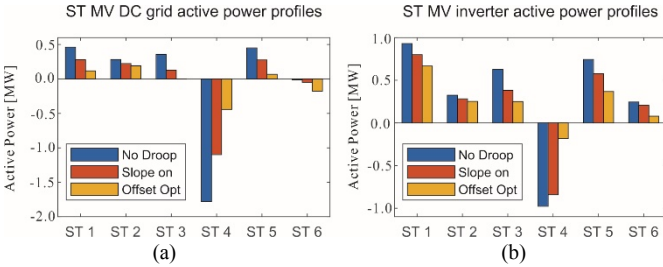 ST MV DC grid active power profiles
Active Power [MW]
0.5
0.0
-0.5
-1.0
-1.5
-2.0
No Droop
Slope on
Offset Opt
ST 1 ST 2 ST 3 ST 4 ST 5 ST 6
(a)
ST MV inverter active power profiles
Active Power [MW]
1.0
0.5
0.0
-0.5
-1.0
No Droop
Slope on
Offset Opt
ST 1 ST 2 ST 3 ST 4 ST 5 ST 6
(b)